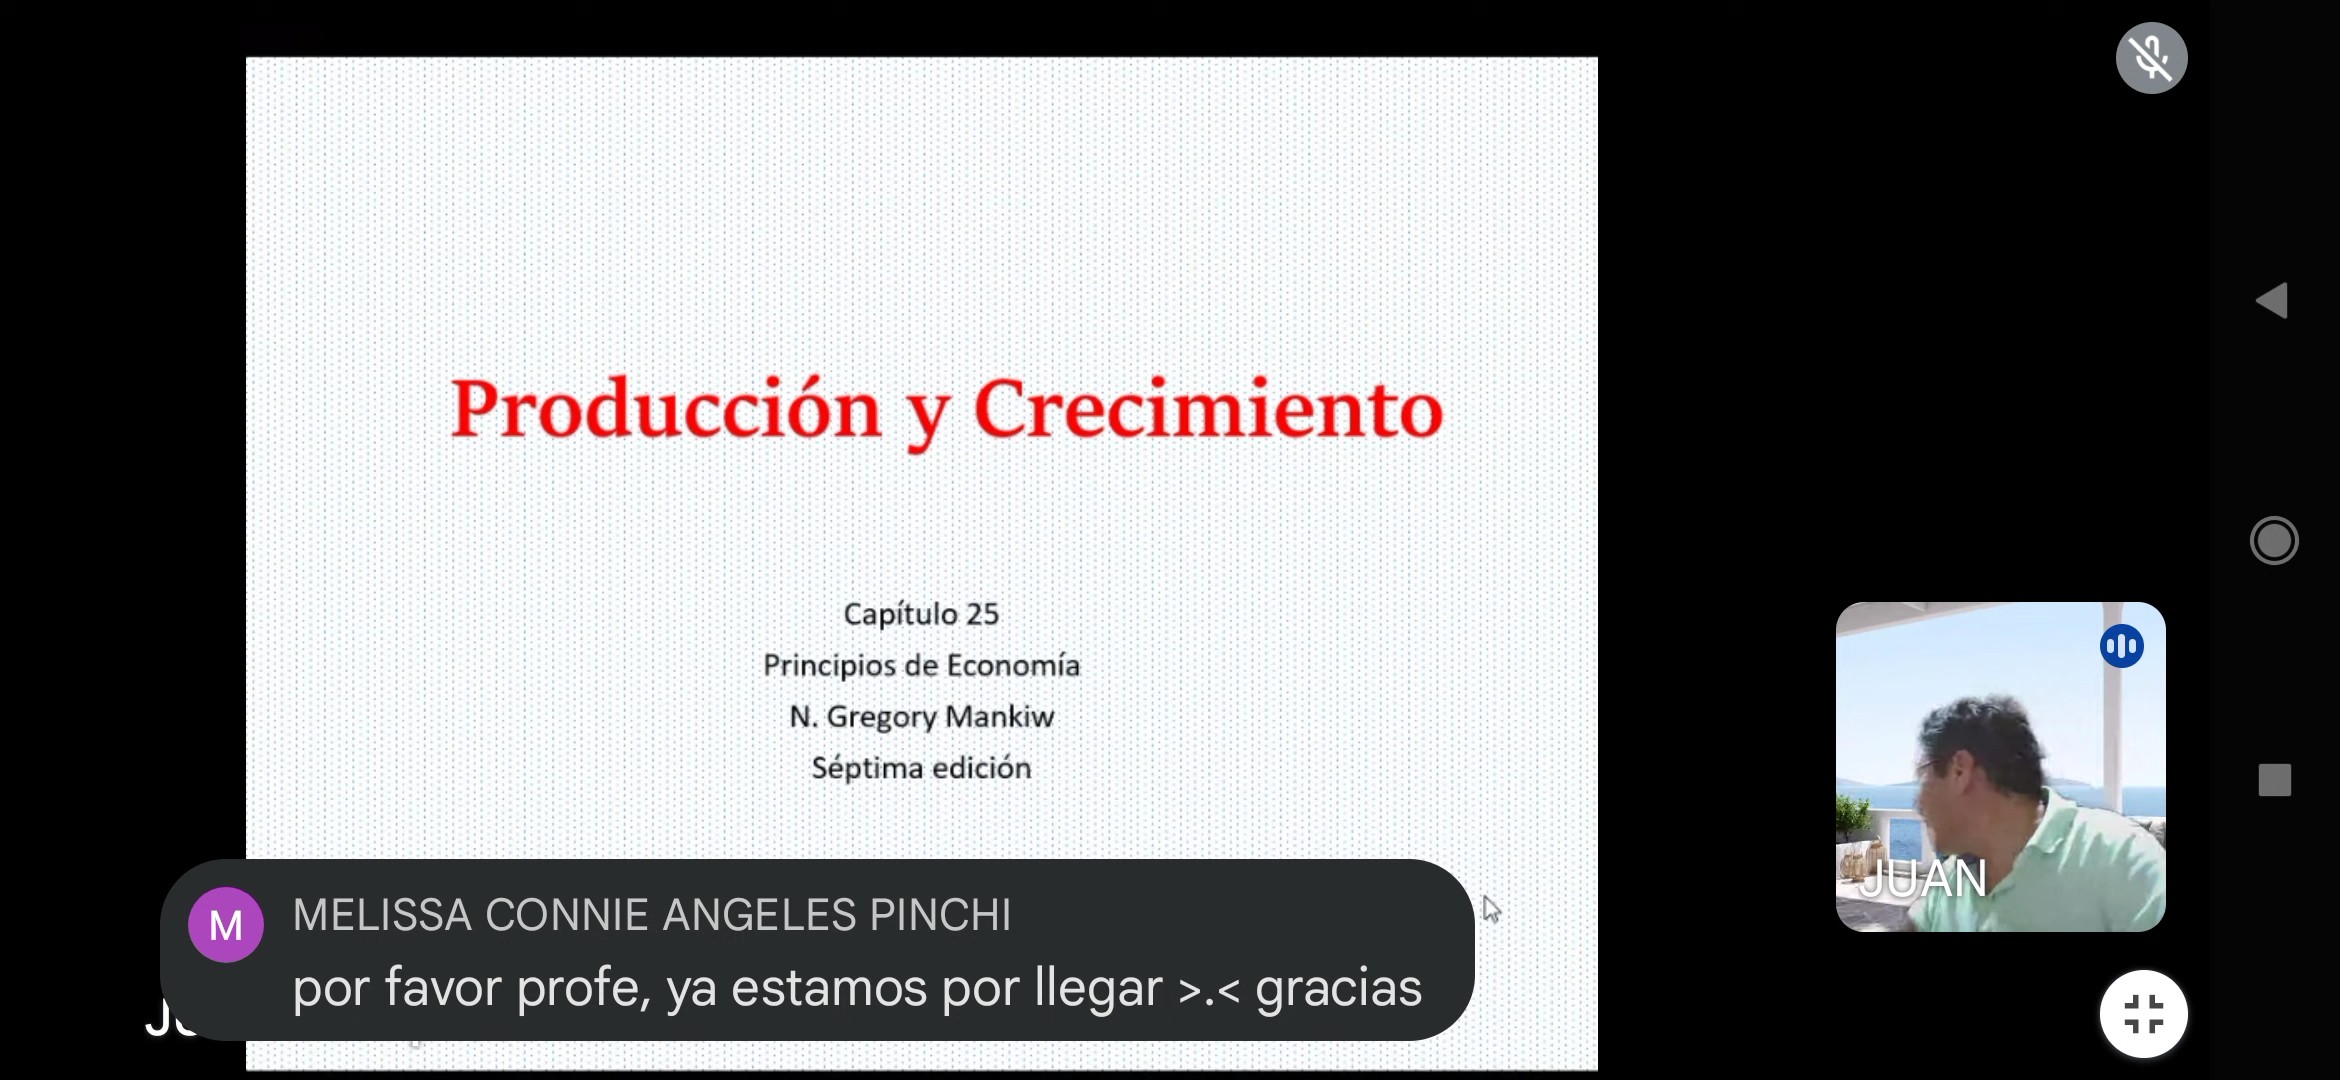 Producción y Crecimiento
Capítulo 25
Principios de Economía
N. Gregory Mankiw
Séptima edición
JUAN
M
MELISSA CONNIE ANGELES PINCHI
por favor profe, ya estamos por llegar >.< gracias